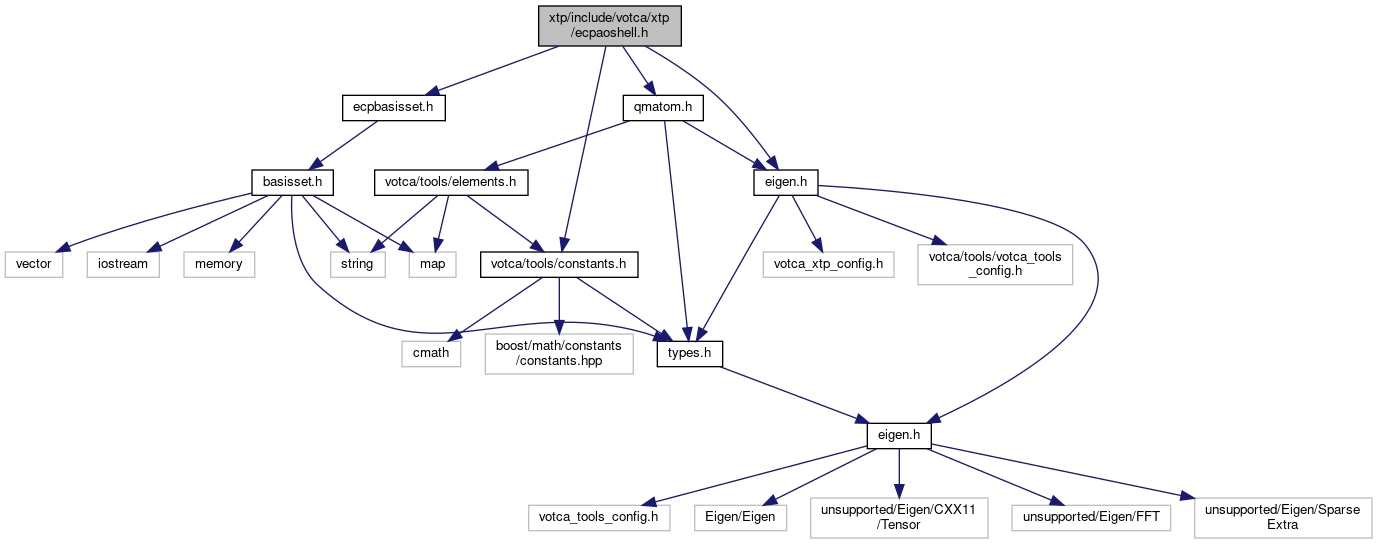 xtp/include/votca/xtp
/ecpaoshell.h
ecpbasisset.h
qmatom.h
basisset.h
votca/tools/elements.h
eigen.h
vector
iostream
memory
string
map
votca/tools/constants.h
votca_xtp_config.h
votca/tools/votca_tools
_config.h
cmath
boost/math/constants
/constants.hpp
types.h
eigen.h
votca_tools_config.h
Eigen/Eigen
unsupported/Eigen/CXX11
/Tensor
unsupported/Eigen/FFT
unsupported/Eigen/Sparse
Extra